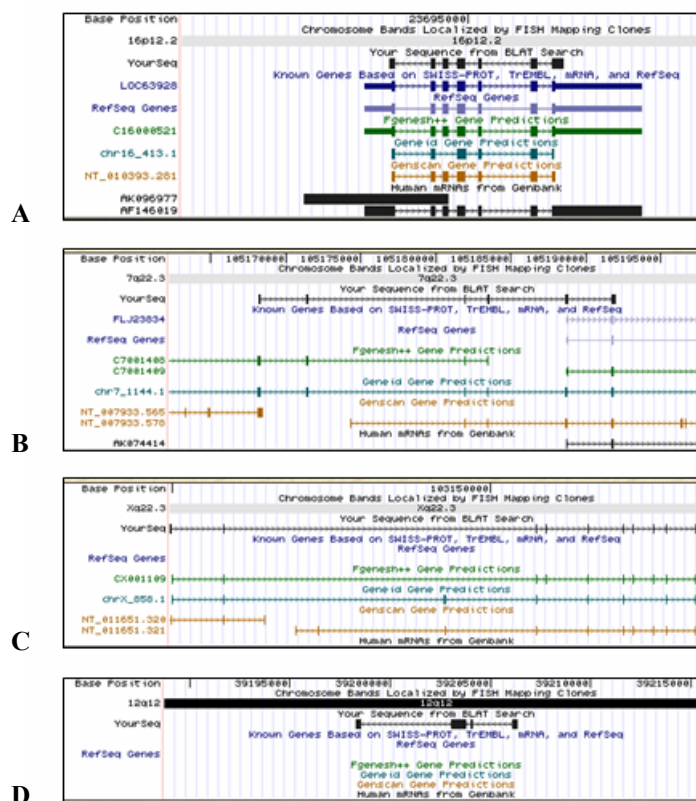 Base Position 23695000|
Chromosome Bands Localized by FISH Mapping Clones
16p12.2 16p12.2
Your Sequence from BLAT Search
YourSeq
Known Genes Based on SWISS-PROT, TrEMBL, mRNA, and RefSeq
LOC63928
RefSeq Genes
RefSeq Genes
Fgenesh++ Gene Predictions
C16000521
Geneid Gene Predictions
chr16_413.1
Genscan Gene Predictions
NT_010393.281
Human mRNAs from Genbank
AK096977
A AF146019
Base Position 105170000| 105175000| 105180000| 105185000| 105190000| 105195000|
Chromosome Bands Localized by FISH Mapping Clones
7q22.3 7q22.3
Your Sequence from BLAT Search
YourSeq
Known Genes Based on SWISS-PROT, TrEMBL, mRNA, and RefSeq
FLJ23834
RefSeq Genes
RefSeq Genes
Fgenesh++ Gene Predictions
C7001408
C7001409
Geneid Gene Predictions
chr7_1144.1
Genscan Gene Predictions
NT_007933.565
NT_007933.578
Human mRNAs from Genbank
B AK074414
Base Position 103150000|
Chromosome Bands Localized by FISH Mapping Clones
Xq22.3 Xq22.3
Your Sequence from BLAT Search
YourSeq
Known Genes Based on SWISS-PROT, TrEMBL, mRNA, and RefSeq
RefSeq Genes
RefSeq Genes
Fgenesh++ Gene Predictions
CX001109
Geneid Gene Predictions
chrX_858.1
Genscan Gene Predictions
NT_011651.320
NT_011651.321
C Human mRNAs from Genbank
Base Position 39195000| 39200000| 39205000| 39210000| 39215000|
Chromosome Bands Localized by FISH Mapping Clones
12q12 12q12
Your Sequence from BLAT Search
YourSeq
Known Genes Based on SWISS-PROT, TrEMBL, mRNA, and RefSeq
RefSeq Genes
RefSeq Genes
Fgenesh++ Gene Predictions
Geneid Gene Predictions
Genscan Gene Predictions
D Human mRNAs from Genbank